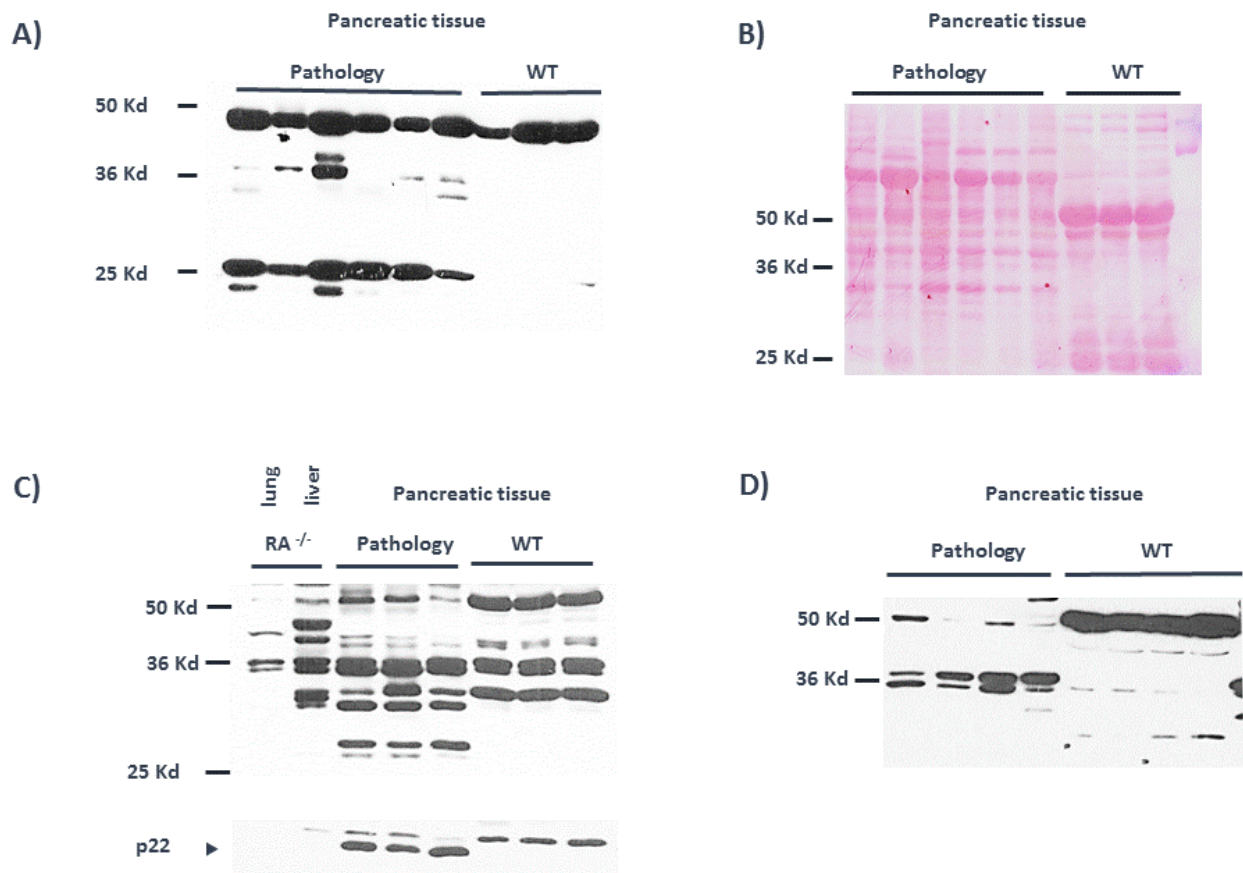 A)
Pancreatic tissue
Pathology WT
50 Kd
36 Kd
25 Kd
B)
Pancreatic tissue
Pathology WT
50 Kd
36 Kd
25 Kd
C)
lung
liver
Pancreatic tissue
RA -/- Pathology WT
50 Kd
36 Kd
25 Kd
p22
D)
Pancreatic tissue
Pathology WT
50 Kd
36 Kd